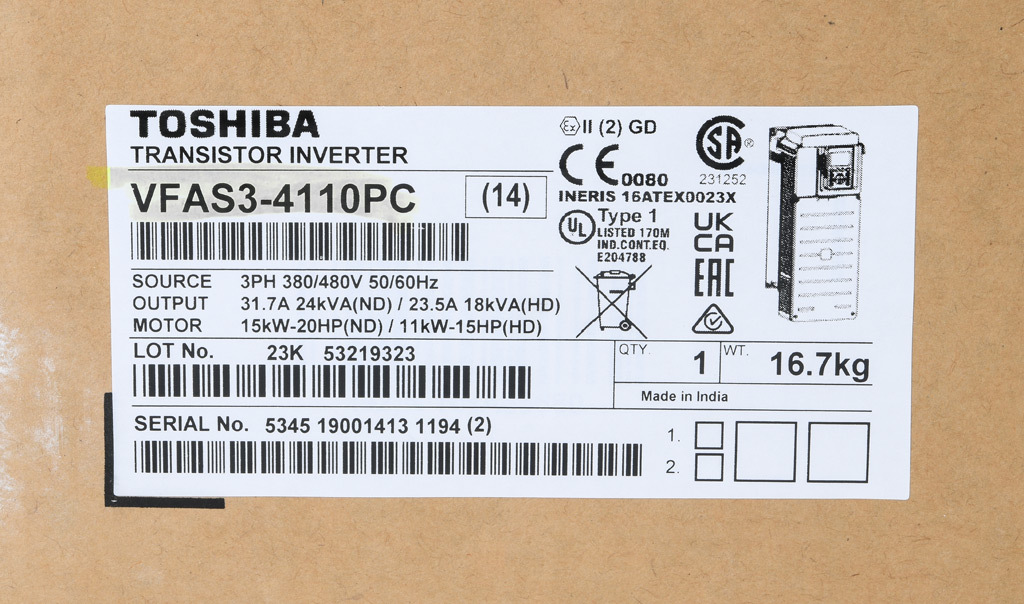 TOSHIBA
TRANSISTOR INVERTER
VFAS3-4110PC (14)
SOURCE 3PH 380/480V 50/60Hz
OUTPUT 31.7A 24kVA(ND) / 23.5A 18kVA(HD)
MOTOR 15kW-20HP(ND) / 11kW-15HP(HD)
Ex II (2) GD
CE 0080
INERIS 16ATEX0023X
SA ®
231252
UL Type 1
LISTED 170M
IND.CONT.EQ.
E204788
UK
CA
EAC
LOT No. 23K 53219323
QTY. 1 WT. 16.7kg
Made in India
SERIAL No. 5345 19001413 1194 (2)
1.
2.